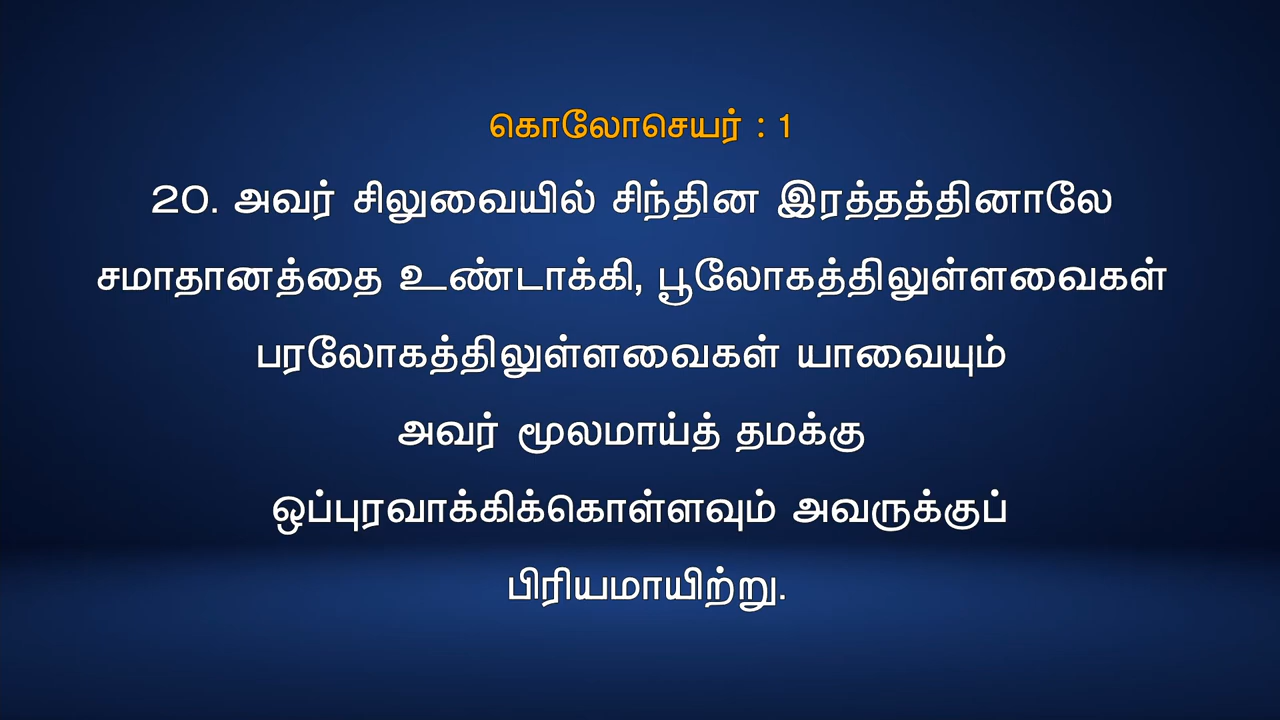 கொலோசெயர் : 1
20. அவர் சிலுவையில் சிந்தின இரத்தத்தினாலே
சமாதானத்தை உண்டாக்கி, பூலோகத்திலுள்ளவைகள்
பரலோகத்திலுள்ளவைகள் யாவையும்
அவர் மூலமாய்த் தமக்கு
ஒப்புரவாக்கிக்கொள்ளவும் அவருக்குப்
பிரியமாயிற்று.